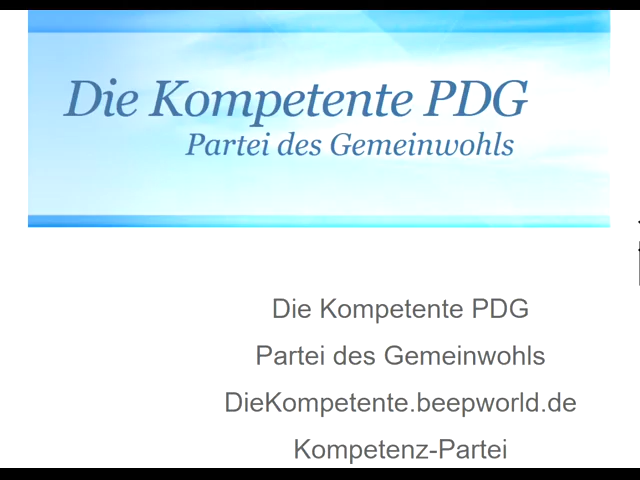 Die Kompetente PDG
Partei des Gemeinwohls
Die Kompetente PDG
Partei des Gemeinwohls
DieKompetente.beepworld.de
Kompetenz-Partei